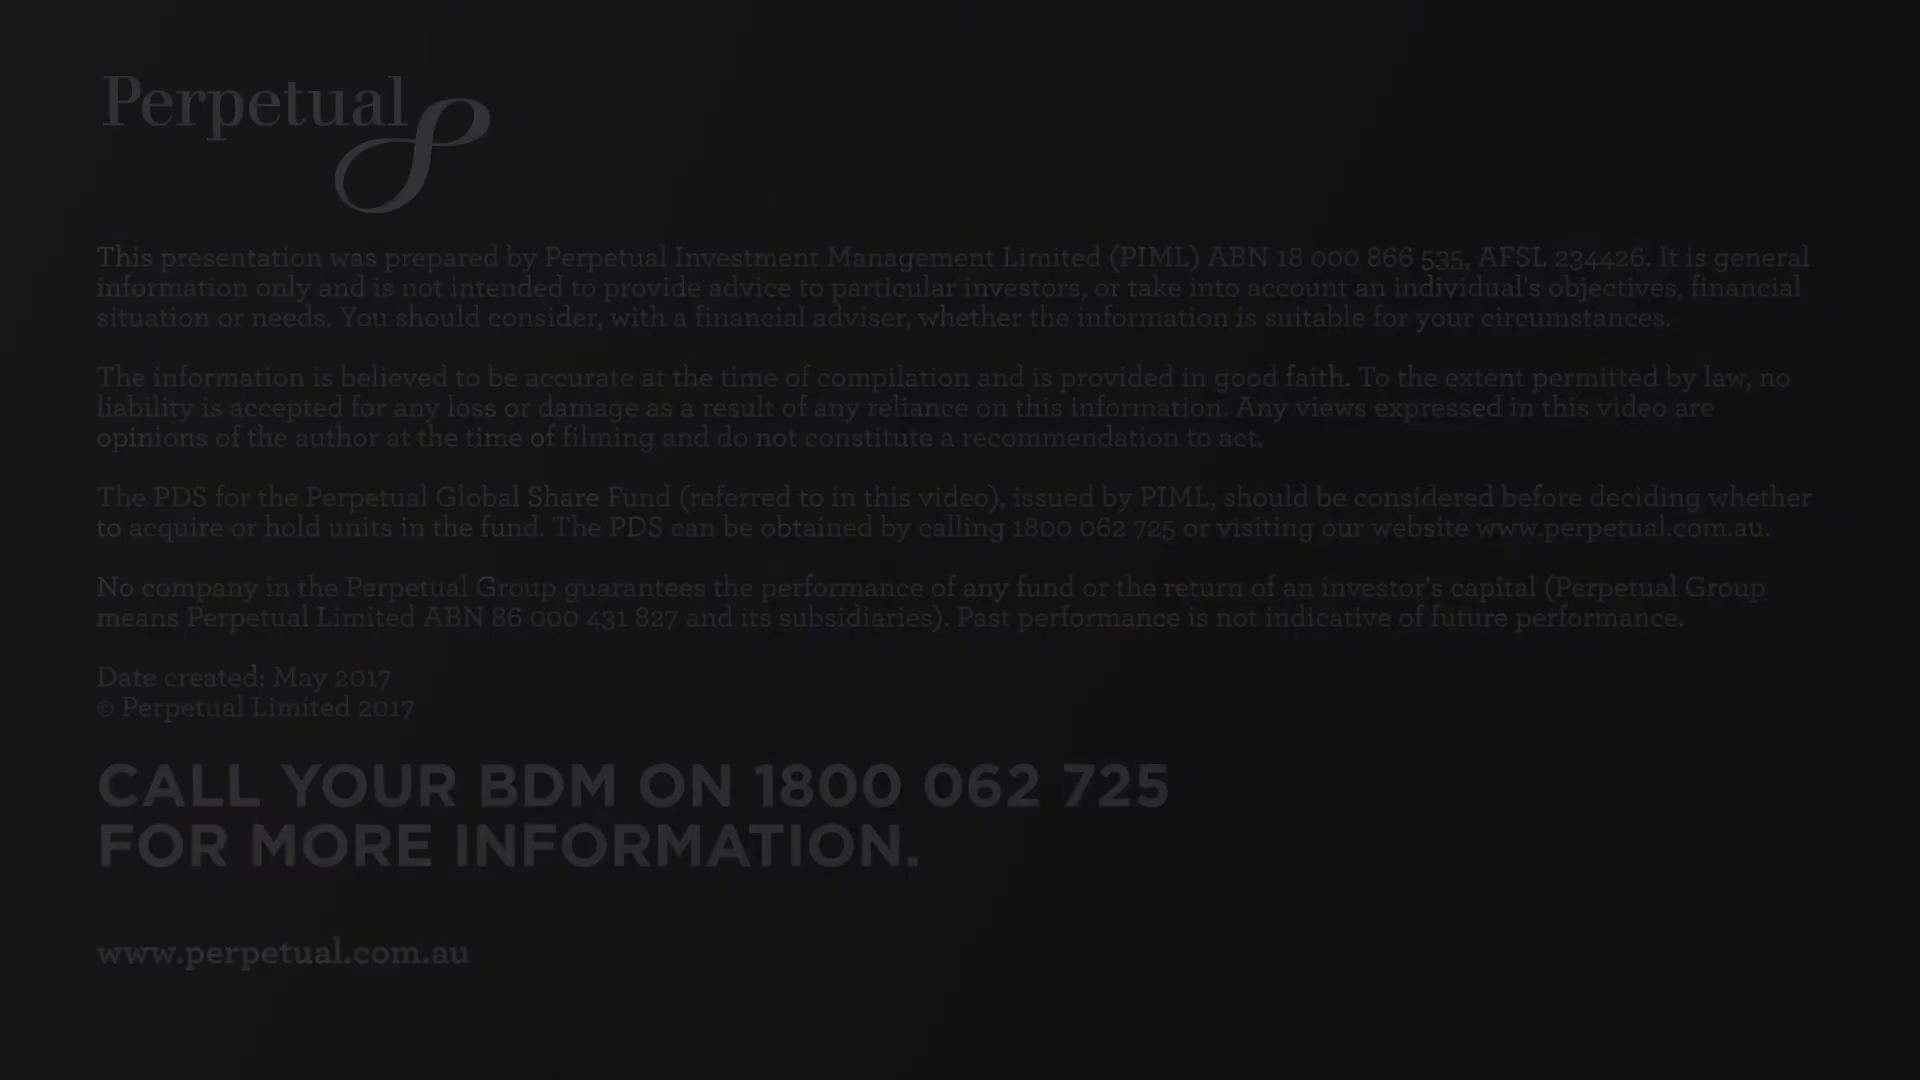 Perpetual
This presentation was prepared by Perpetual Investment Management Limited (PIML) ABN 18 000 866 535, AFSL 234426. It is general
information only and is not intended to provide advice to particular investors, or take into account an individual's objectives, financial
situation or needs. You should consider, with a financial adviser, whether the information is suitable for your circumstances.
The information is believed to be accurate at the time of compilation and is provided in good faith. To the extent permitted by law, no
liability is accepted for any loss or damage as a result of any reliance on this information. Any views expressed in this video are
opinions of the author at the time of filming and do not constitute a recommendation to act.
The PDS for the Perpetual Global Share Fund (referred to in this video), issued by PIML, should be considered before deciding whether
to acquire or hold units in the fund. The PDS can be obtained by calling 1800 062 725 or visiting our website www.perpetual.com.au.
No company in the Perpetual Group guarantees the performance of any fund or the return of an investor's capital (Perpetual Group
means Perpetual Limited ABN 86 000 431 827 and its subsidiaries). Past performance is not indicative of future performance.
Date created: May 2017
© Perpetual Limited 2017
CALL YOUR BDM ON 1800 062 725
FOR MORE INFORMATION.
www.perpetual.com.au